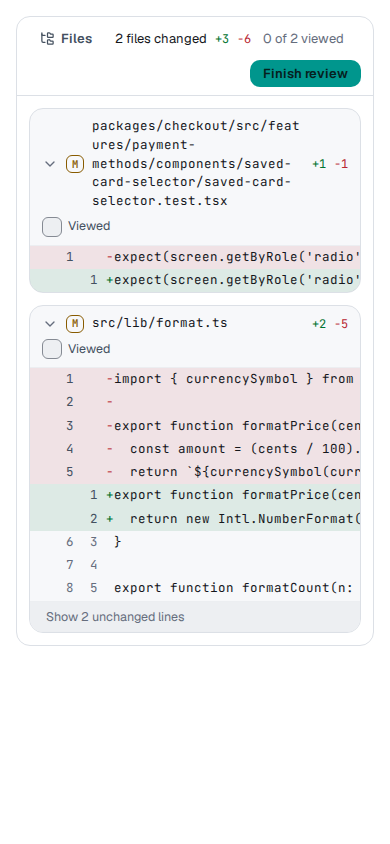 Files 2 files changed +3 -6 0 of 2 viewed
Finish review
packages/checkout/src/feat
ures/payment-
methods/components/saved-
card-selector/saved-card-
selector.test.tsx
M +1 -1
Viewed
1 -expect(screen.getByRole('radio'
1 +expect(screen.getByRole('radio'
M src/lib/format.ts +2 -5
Viewed
1 -import { currencySymbol } from
2 -
3 -export function formatPrice(cen
4 -  const amount = (cents / 100).
5 -  return `${currencySymbol(curr
1 +export function formatPrice(cen
2 +  return new Intl.NumberFormat(
6 3 }
7 4
8 5 export function formatCount(n:
Show 2 unchanged lines